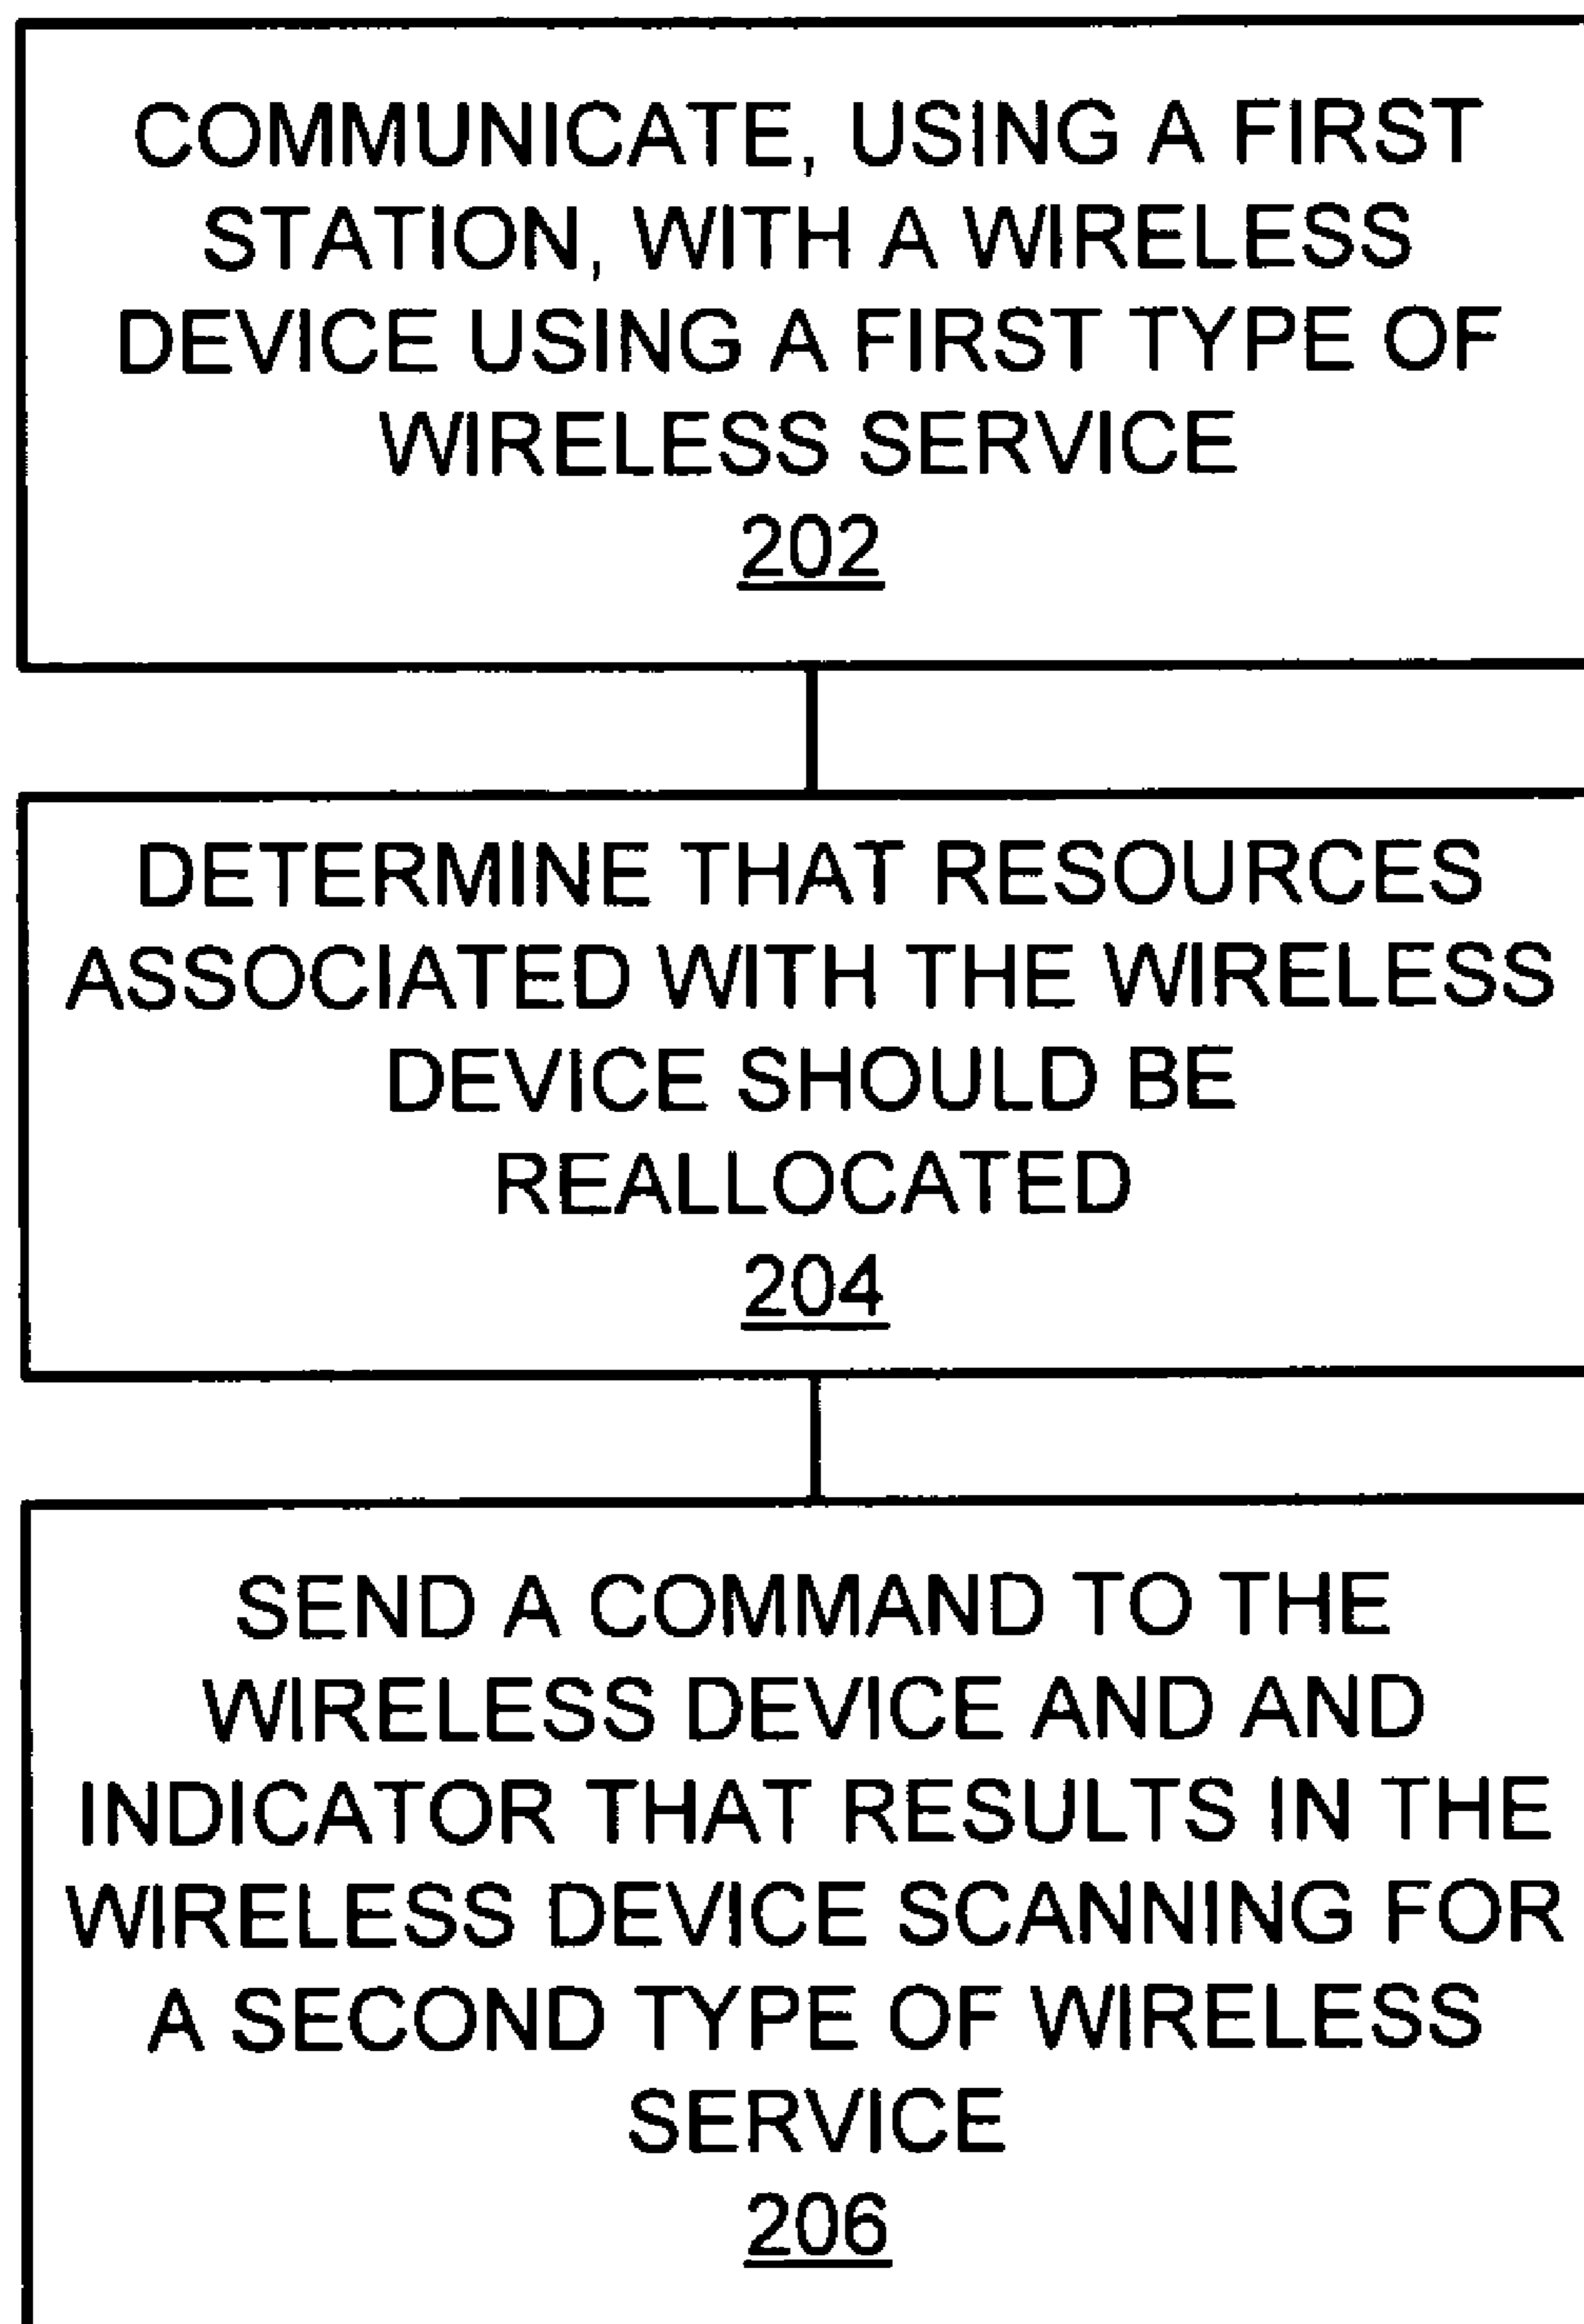 COMMUNICATE, USING A FIRST
STATION, WITH A WIRELESS
DEVICE USING A FIRST TYPE OF
WIRELESS SERVICE
202
DETERMINE THAT RESOURCES
ASSOCIATED WITH THE WIRELESS
DEVICE SHOULD BE
REALLOCATED
204
SEND A COMMAND TO THE
WIRELESS DEVICE AND AND
INDICATOR THAT RESULTS IN THE
WIRELESS DEVICE SCANNING FOR
A SECOND TYPE OF WIRELESS
SERVICE
206